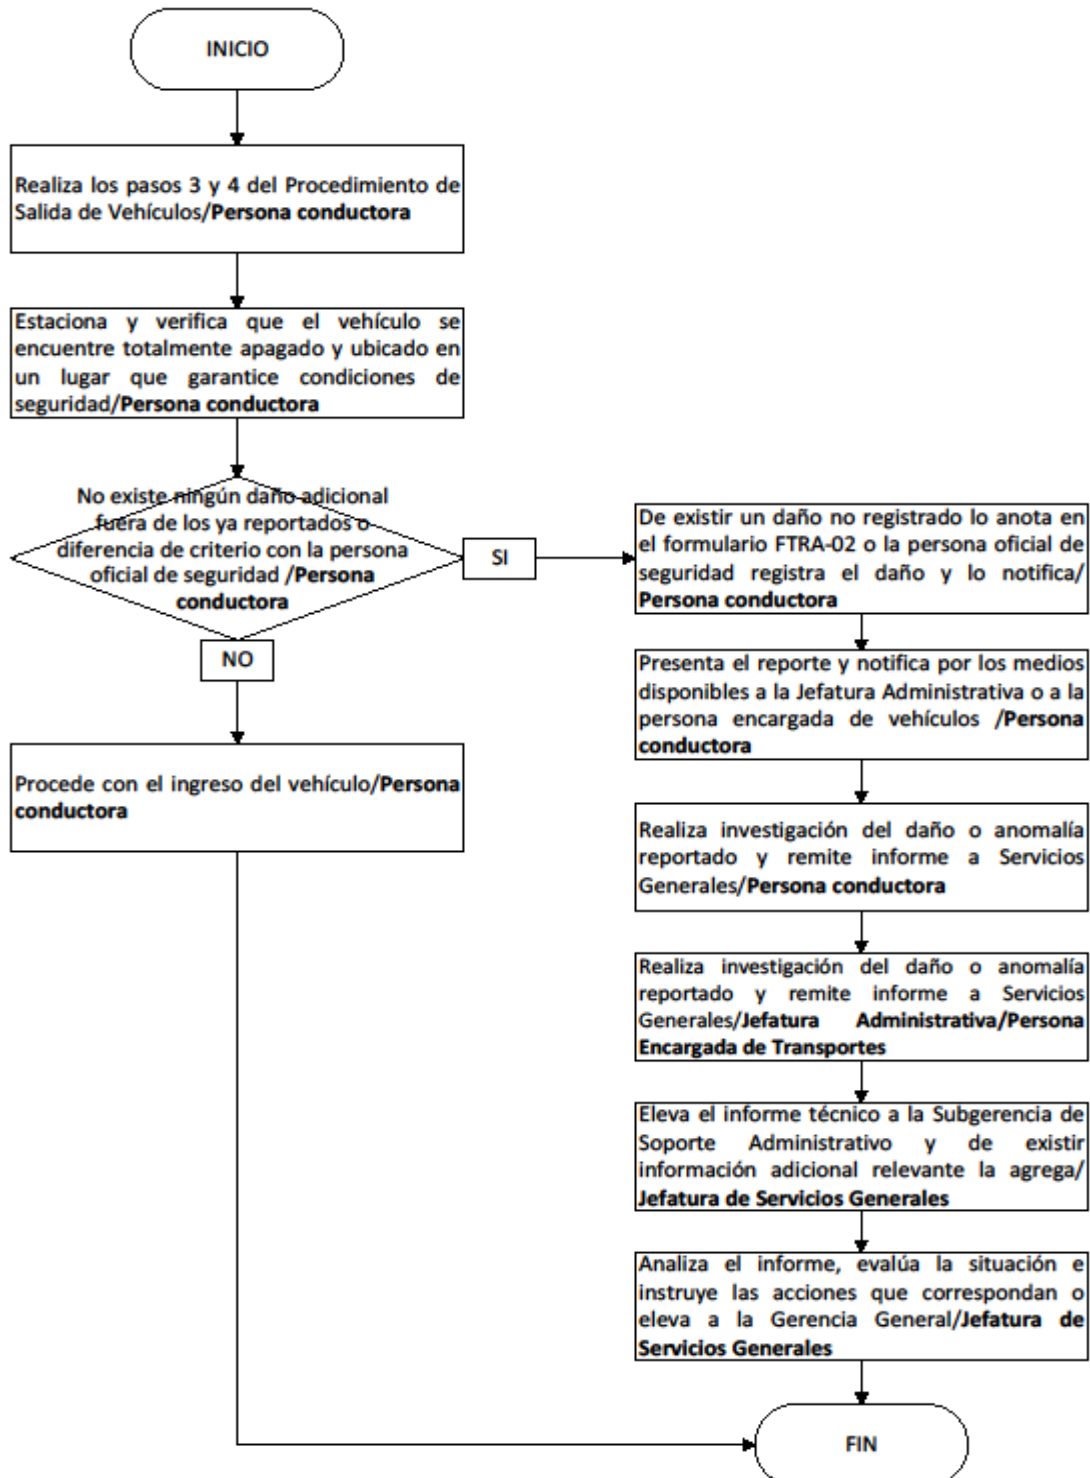 INICIO
Realiza los pasos 3 y 4 del Procedimiento de
Salida de Vehículos/Persona conductora
Estaciona y verifica que el vehículo se
encuentre totalmente apagado y ubicado en
un lugar que garantice condiciones de
seguridad/Persona conductora
No existe ningún daño adicional
fuera de los ya reportados o
diferencia de criterio con la persona
oficial de seguridad /Persona
conductora
SI
NO
Procede con el ingreso del vehículo/Persona
conductora
De existir un daño no registrado lo anota en
el formulario FTRA-02 o la persona oficial de
seguridad registra el daño y lo notifica/
Persona conductora
Presenta el reporte y notifica por los medios
disponibles a la Jefatura Administrativa o a la
persona encargada de vehículos /Persona
conductora
Realiza investigación del daño o anomalía
reportado y remite informe a Servicios
Generales/Persona conductora
Realiza investigación del daño o anomalía
reportado y remite informe a Servicios
Generales/Jefatura Administrativa/Persona
Encargada de Transportes
Eleva el informe técnico a la Subgerencia de
Soporte Administrativo y de existir
información adicional relevante la agrega/
Jefatura de Servicios Generales
Analiza el informe, evalúa la situación e
instruye las acciones que correspondan o
eleva a la Gerencia General/Jefatura de
Servicios Generales
FIN